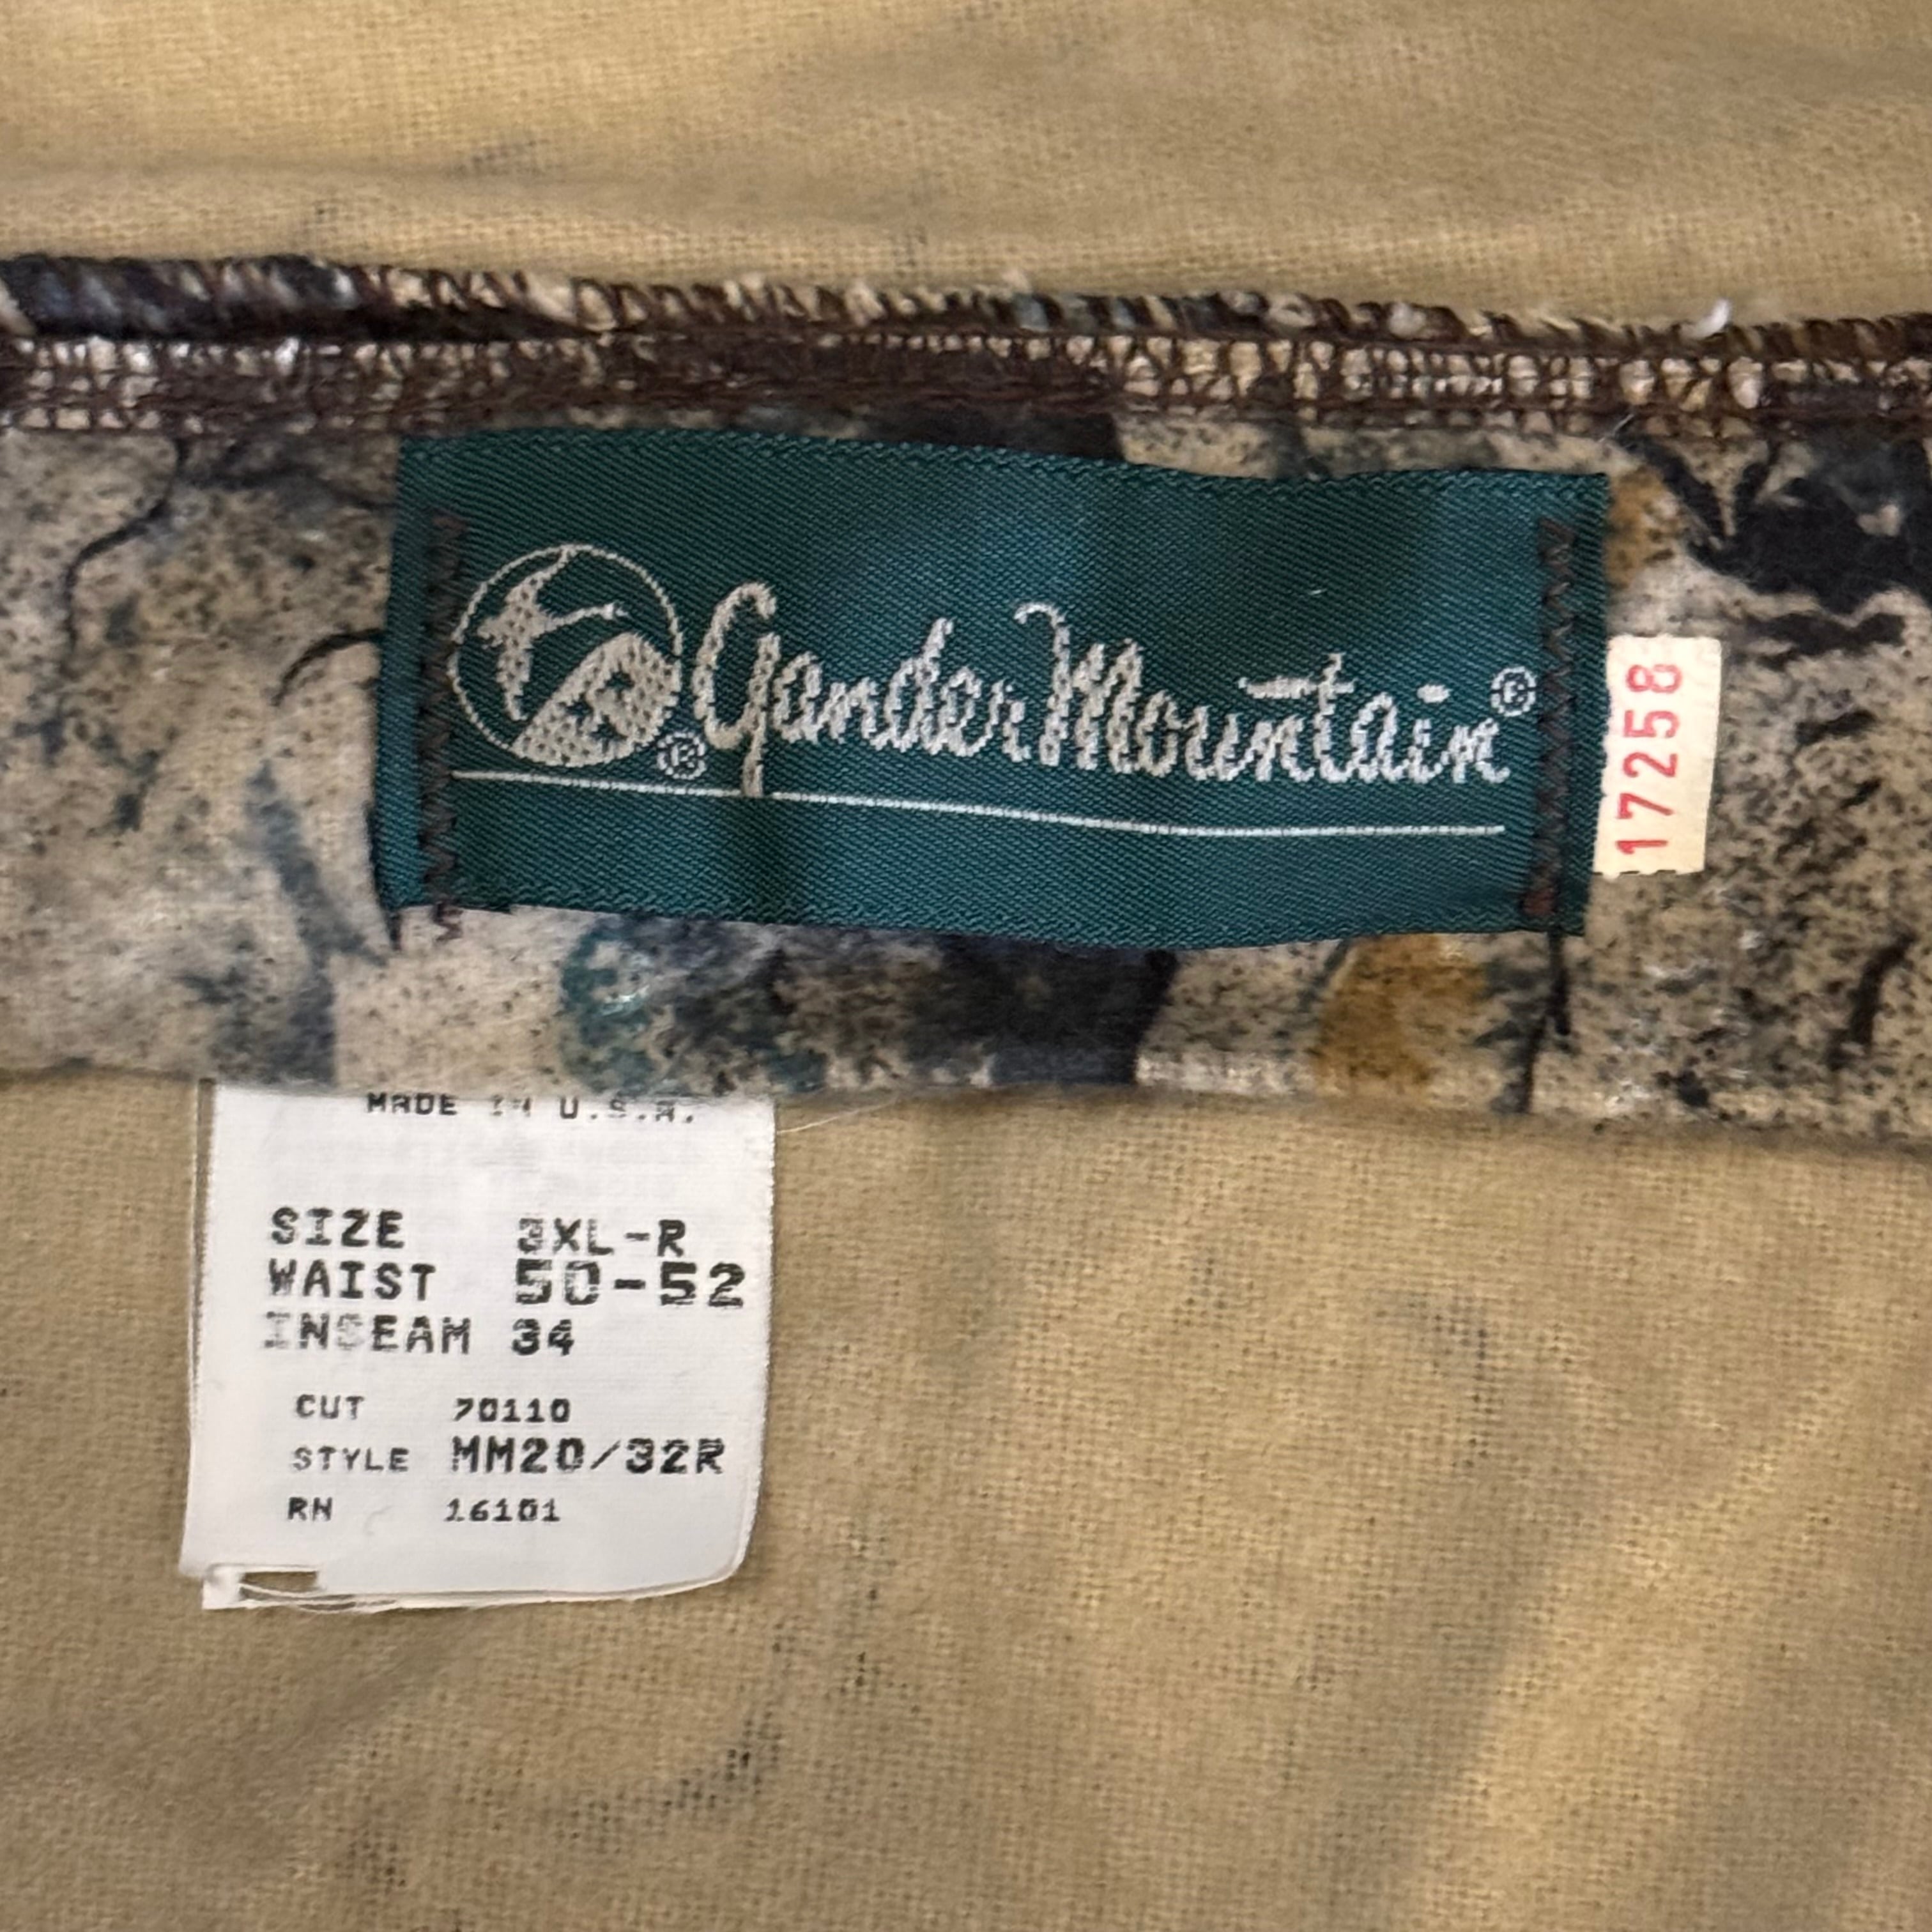 ® Gander Mountain®
17258
MADE IN U.S.A.
SIZE 3XL-R
WAIST 50-52
INSEAM 34
CUT 70110
STYLE MM20/32R
RN 16101